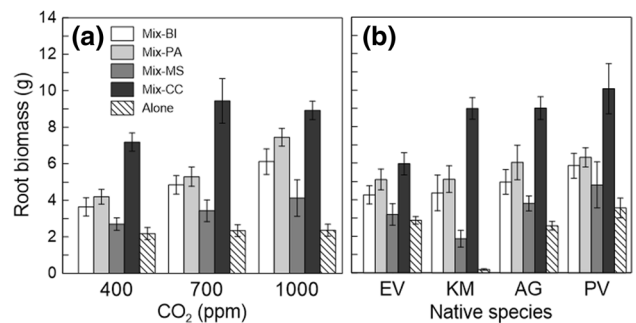 Root biomass (g)
14
12
10
8
6
4
2
0
(a)
Mix-BI
Mix-PA
Mix-MS
Mix-CC
Alone
400 700 1000
CO₂ (ppm)
(b)
EV KM AG PV
Native species